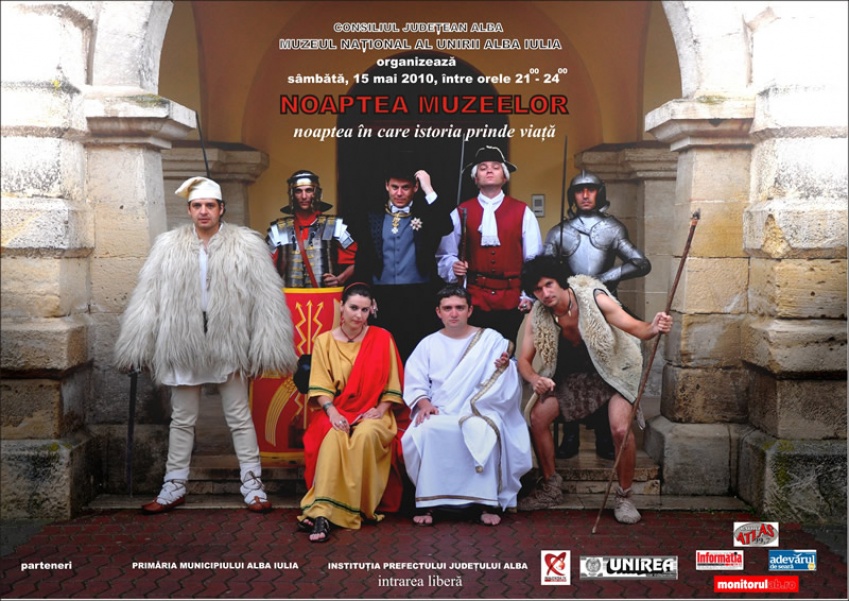 CONSILIUL JUDEȚEAN ALBA
MUZEUL NAȚIONAL AL UNIRII ALBA IULIA
organizează
sâmbătă, 15 mai 2010, între orele 21⁰⁰- 24⁰⁰
NOAPTEA MUZEELOR
noaptea în care istoria prinde viață
ATLAS
parteneri
PRIMĂRIA MUNICIPIULUI ALBA IULIA
INSTITUȚIA PREFECTULUI JUDEȚULUI ALBA
intrarea liberă
UNIREA
Informația
adevărul
de seară
monitorulab.ro